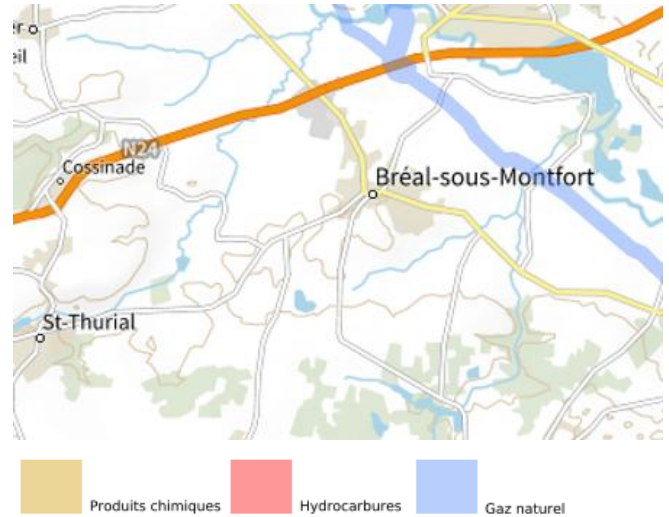 N24
Cossinade
Bréal-sous-Montfort
St-Thurial
Produits chimiques
Hydrocarbures
Gaz naturel